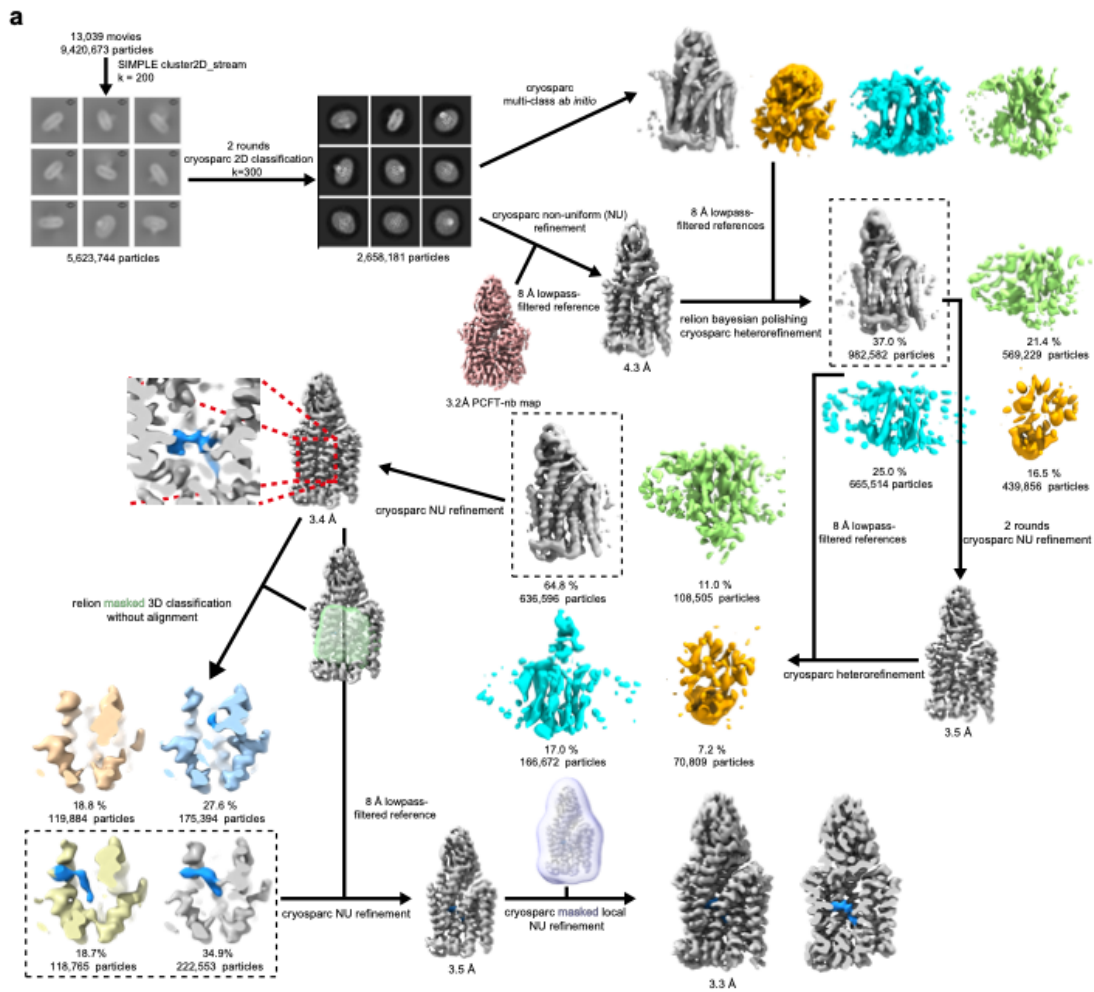 a
13,039 movies
9,420,673 particles
SIMPLE cluster2D_stream
k = 200
5,623,744 particles
2 rounds
cryosparc 2D classification
k=300
2,658,181 particles
cryosparc
multi-class ab initio
cryosparc non-uniform (NU)
refinement
8 Å lowpass-
filtered reference
3.2Å PCFT-nb map
4.3 Å
8 Å lowpass-
filtered references
relion bayesian polishing
cryosparc heterorefinement
37.0 %
982,582 particles
21.4 %
569,229 particles
25.0 %
665,514 particles
16.5 %
439,856 particles
8 Å lowpass-
filtered references
2 rounds
cryosparc NU refinement
3.5 Å
cryosparc heterorefinement
64.8 %
636,596 particles
11.0 %
108,505 particles
17.0 %
166,672 particles
7.2 %
70,809 particles
cryosparc NU refinement
3.4 Å
relion masked 3D classification
without alignment
18.8 %
119,884 particles
27.6 %
175,394 particles
18.7%
118,765 particles
34.9%
222,553 particles
8 Å lowpass-
filtered reference
cryosparc NU refinement
3.5 Å
cryosparc masked local
NU refinement
3.3 Å